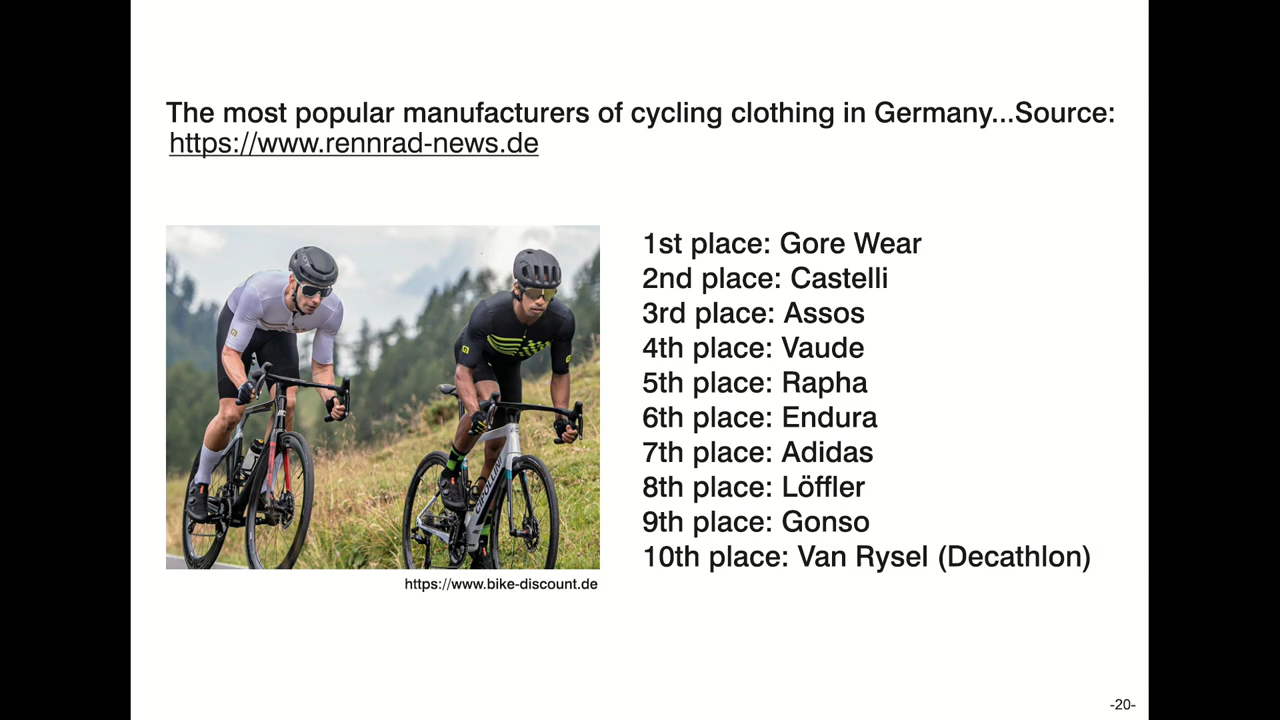 The most popular manufacturers of cycling clothing in Germany...Source:
https://www.rennrad-news.de
1st place: Gore Wear
2nd place: Castelli
3rd place: Assos
4th place: Vaude
5th place: Rapha
6th place: Endura
7th place: Adidas
8th place: Löffler
9th place: Gonso
10th place: Van Rysel (Decathlon)
CIPOLLINI
https://www.bike-discount.de
-20-